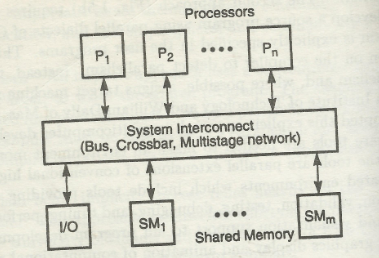 Processors
P1 P2 Pn
System Interconnect
(Bus, Crossbar, Multistage network)
I/O SM1 SMm
Shared Memory